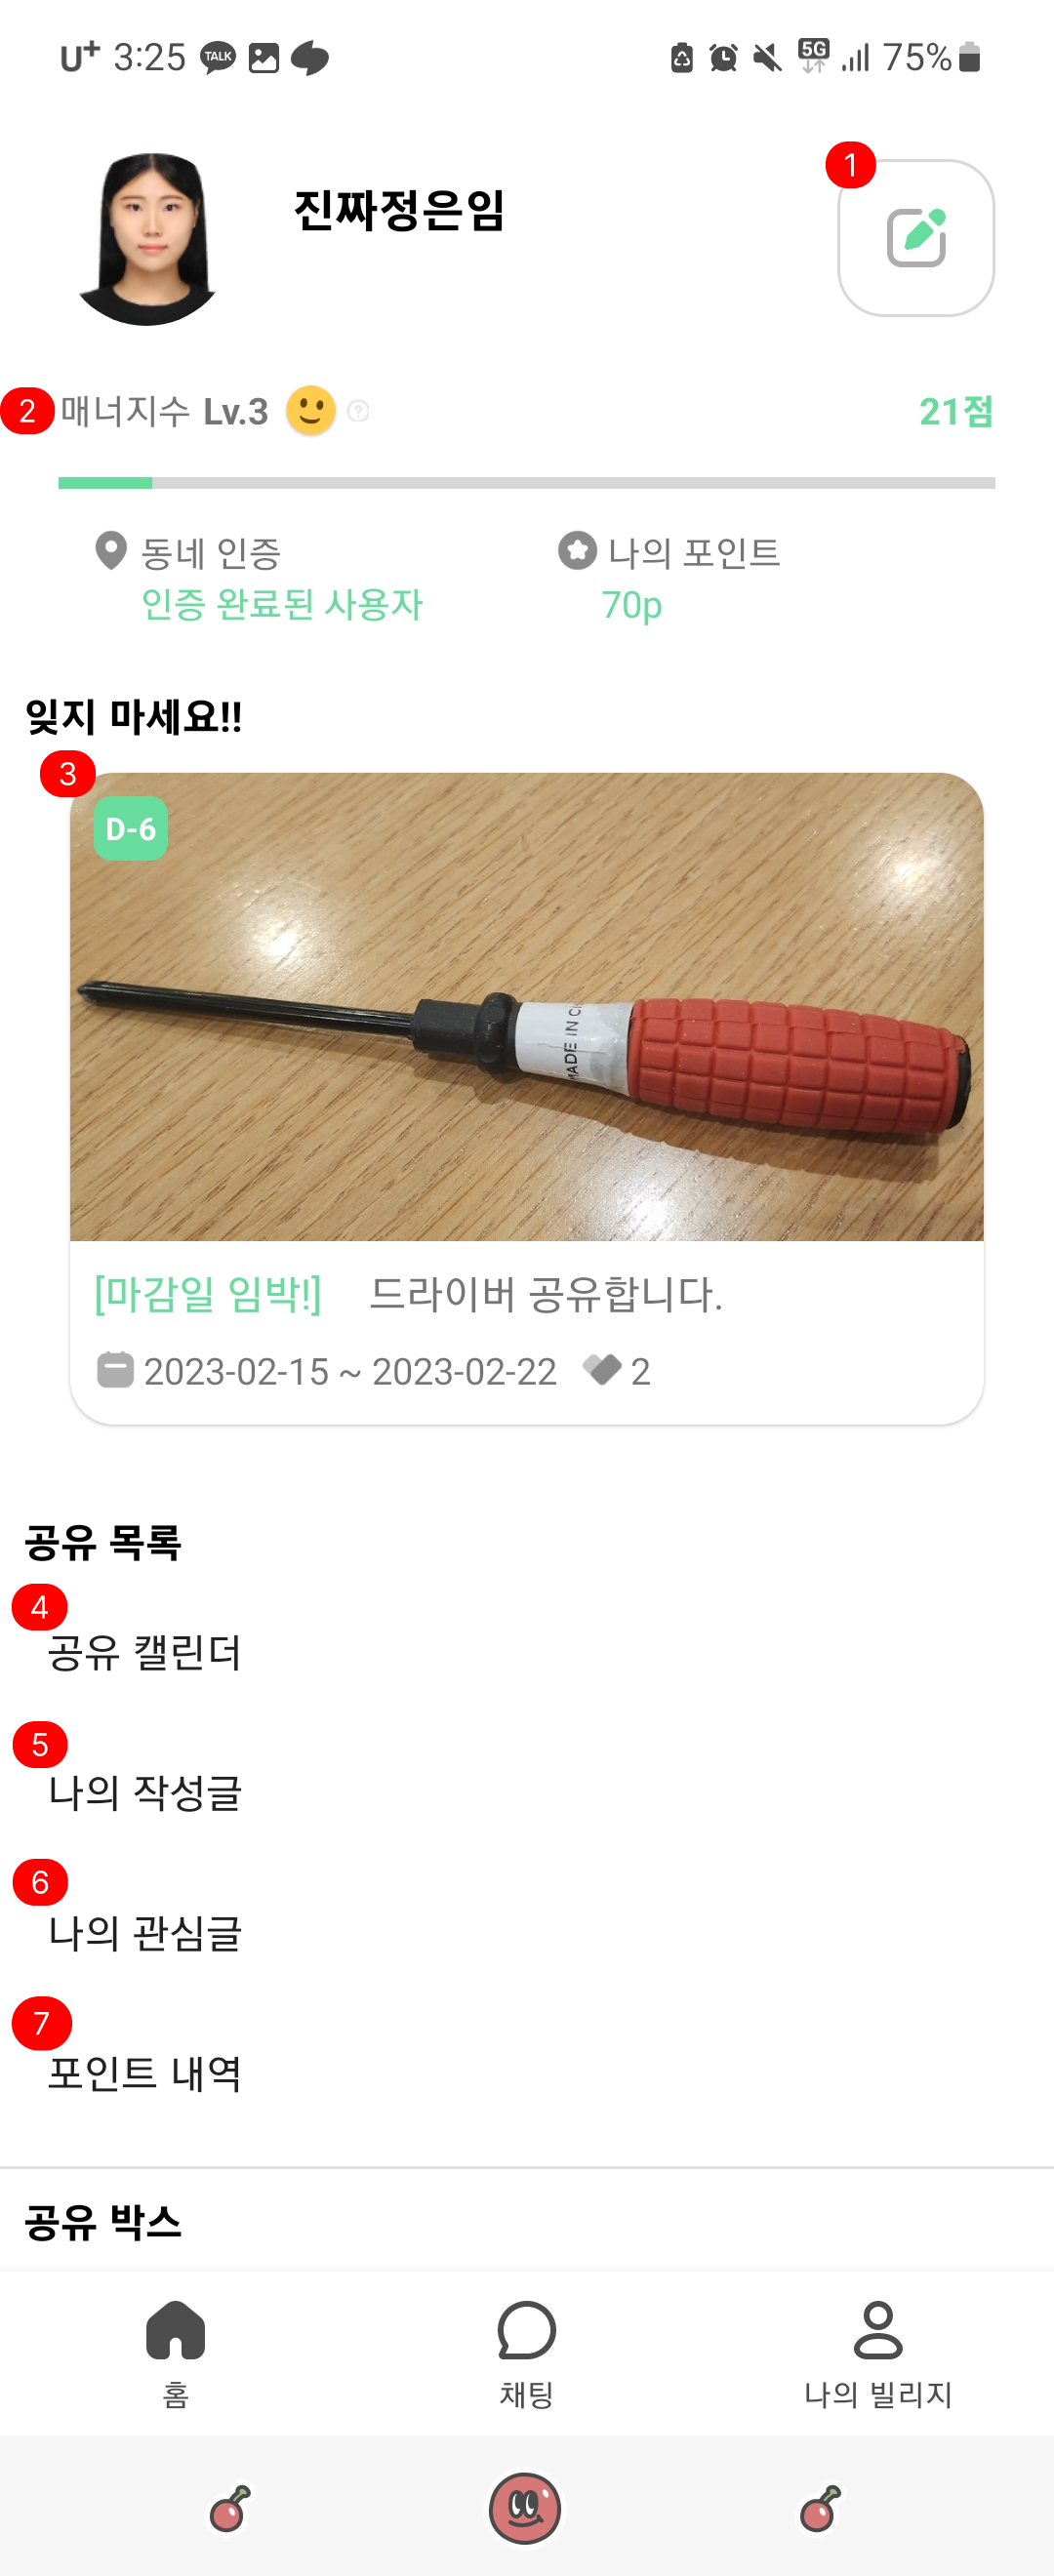 U+ 3:25 TALK 5G 75%
진짜정은임
1
2 매너지수 Lv.3 21점
동네 인증 나의 포인트
인증 완료된 사용자 70p
잊지 마세요!!
3
D-6
MADE IN
[마감일 임박!] 드라이버 공유합니다.
2023-02-15 ~ 2023-02-22 2
공유 목록
4
공유 캘린더
5
나의 작성글
6
나의 관심글
7
포인트 내역
공유 박스
홈 채팅 나의 빌리지